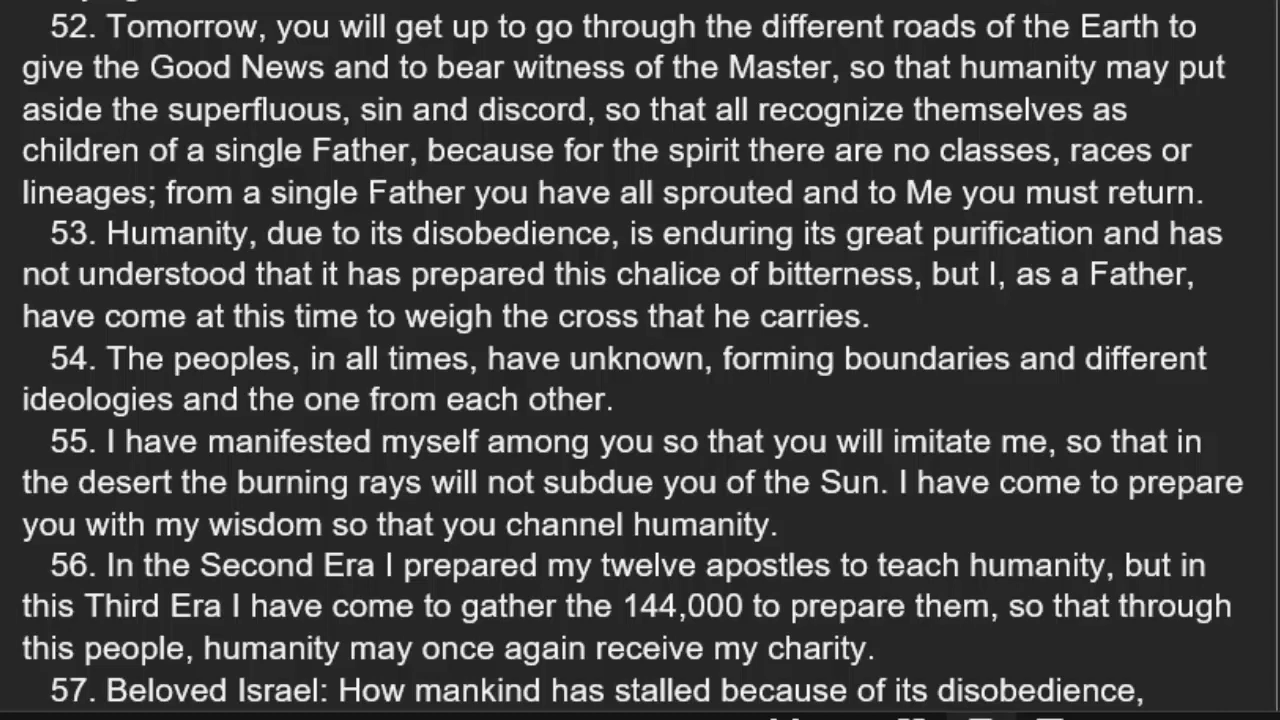 52. Tomorrow, you will get up to go through the different roads of the Earth to
give the Good News and to bear witness of the Master, so that humanity may put
aside the superfluous, sin and discord, so that all recognize themselves as
children of a single Father, because for the spirit there are no classes, races or
lineages; from a single Father you have all sprouted and to Me you must return.
53. Humanity, due to its disobedience, is enduring its great purification and has
not understood that it has prepared this chalice of bitterness, but I, as a Father,
have come at this time to weigh the cross that he carries.
54. The peoples, in all times, have unknown, forming boundaries and different
ideologies and the one from each other.
55. I have manifested myself among you so that you will imitate me, so that in
the desert the burning rays will not subdue you of the Sun. I have come to prepare
you with my wisdom so that you channel humanity.
56. In the Second Era I prepared my twelve apostles to teach humanity, but in
this Third Era I have come to gather the 144,000 to prepare them, so that through
this people, humanity may once again receive my charity.
57. Beloved Israel: How mankind has stalled because of its disobedience,